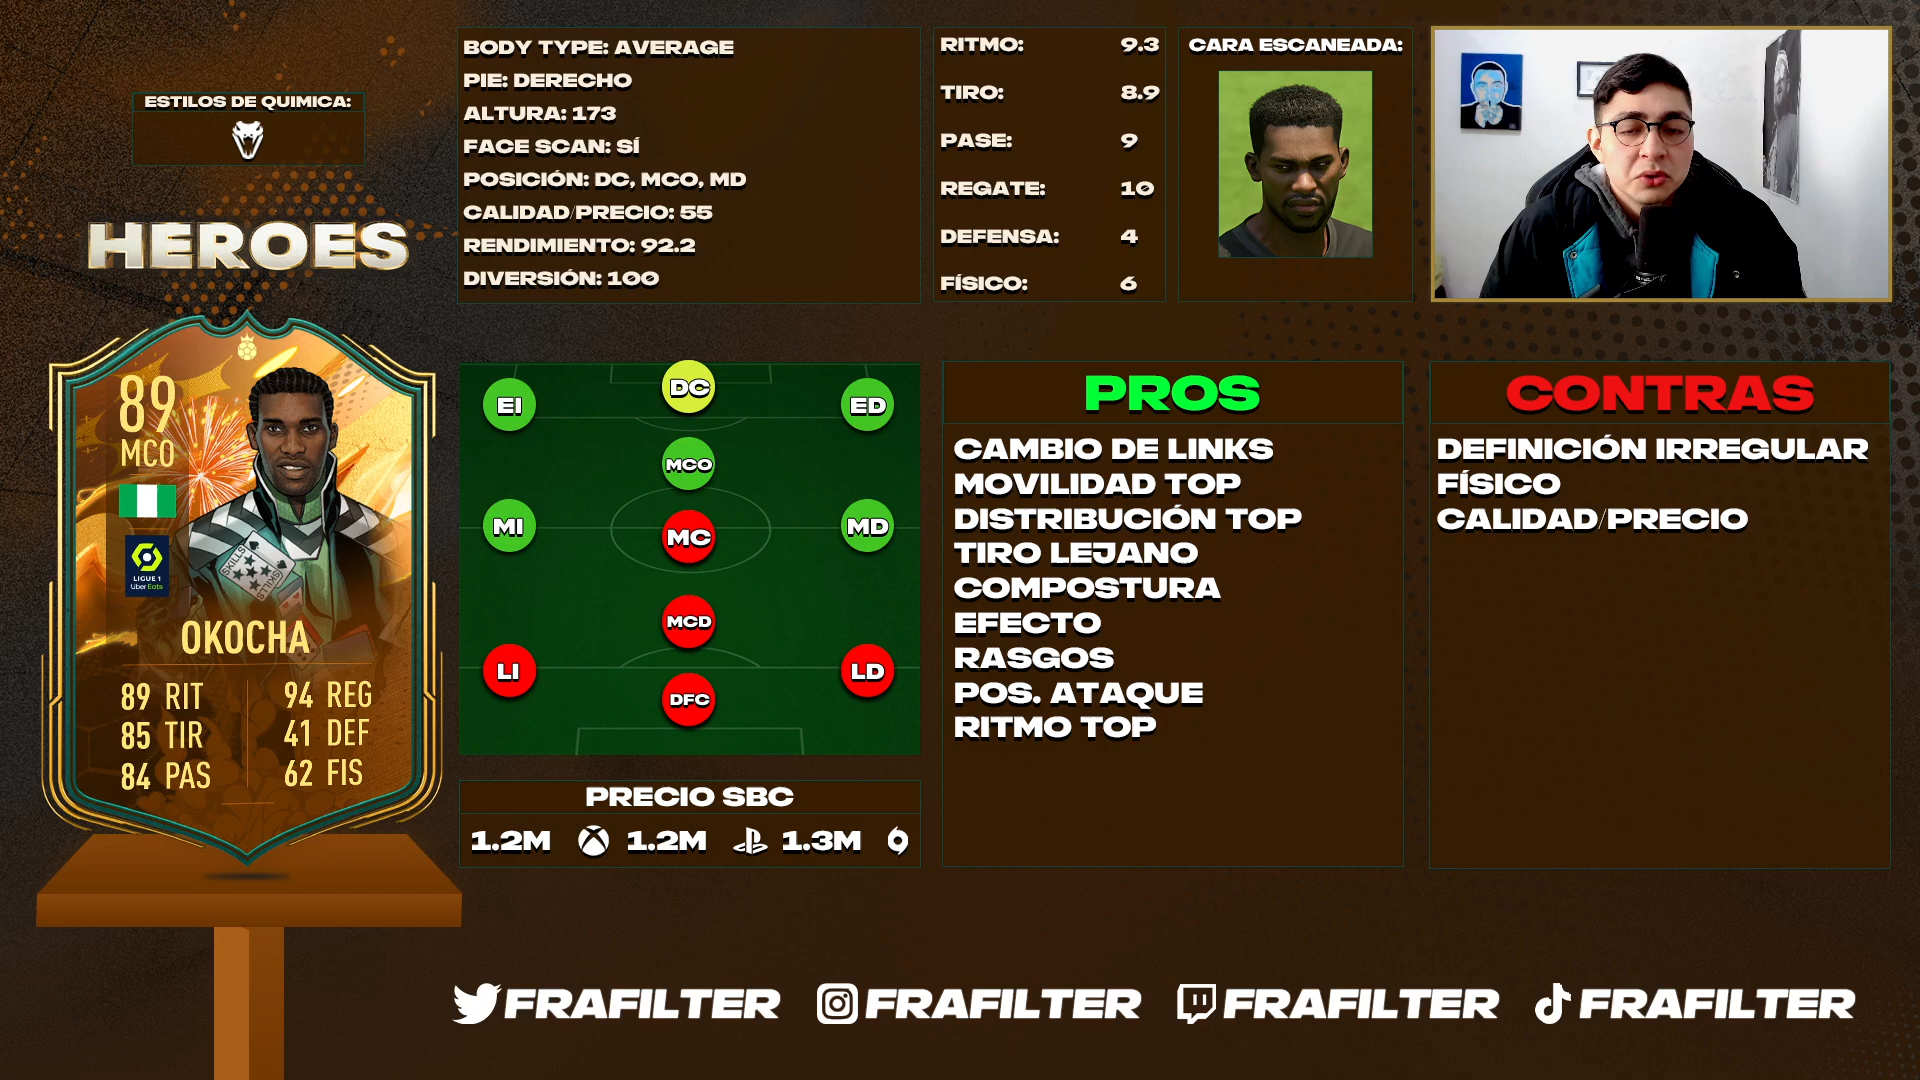 ESTILOS DE QUIMICA:
HEROES
89
MCO
LIGUE 1
Uber Eats
SKILLS
SKILLS
OKOCHA
89 RIT
94 REG
85 TIR
41 DEF
84 PAS
62 FIS
BODY TYPE: AVERAGE
PIE: DERECHO
ALTURA: 173
FACE SCAN: SÍ
POSICIÓN: DC, MCO, MD
CALIDAD/PRECIO: 55
RENDIMIENTO: 92.2
DIVERSIÓN: 100
RITMO: 9.3
TIRO: 8.9
PASE: 9
REGATE: 10
DEFENSA: 4
FÍSICO: 6
CARA ESCANEADA:
DC
EI
ED
MCO
MI
MD
MC
MCD
LI
LD
DFC
PRECIO SBC
1.2M 1.2M 1.3M
PROS
CAMBIO DE LINKS
MOVILIDAD TOP
DISTRIBUCIÓN TOP
TIRO LEJANO
COMPOSTURA
EFECTO
RASGOS
POS. ATAQUE
RITMO TOP
CONTRAS
DEFINICIÓN IRREGULAR
FÍSICO
CALIDAD/PRECIO
FRAFILTER FRAFILTER FRAFILTER FRAFILTER